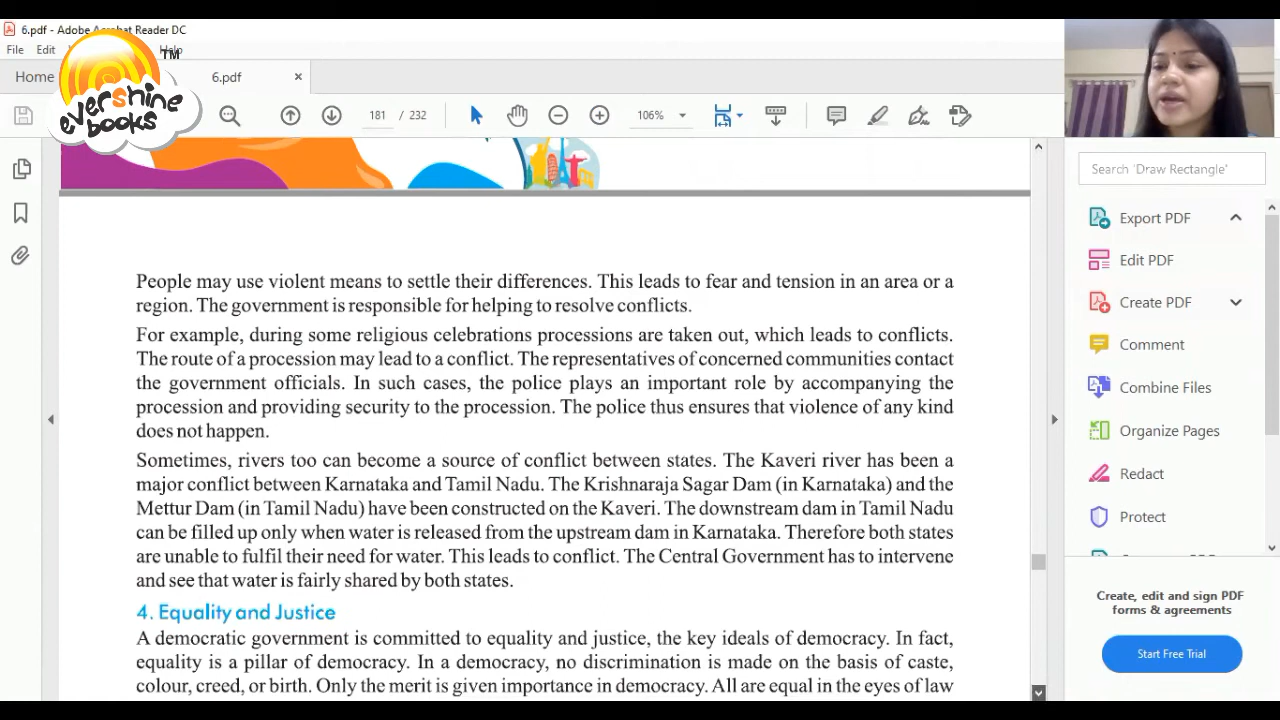 6.pdf - Adobe Acrobat Reader DC
File Edit Help
Home 6.pdf
evershine TM
e books
181 / 232 106%
Search 'Draw Rectangle'
Export PDF
Edit PDF
Create PDF
Comment
Combine Files
Organize Pages
Redact
Protect
Create, edit and sign PDF
forms & agreements
Start Free Trial
People may use violent means to settle their differences. This leads to fear and tension in an area or a
region. The government is responsible for helping to resolve conflicts.
For example, during some religious celebrations processions are taken out, which leads to conflicts.
The route of a procession may lead to a conflict. The representatives of concerned communities contact
the government officials. In such cases, the police plays an important role by accompanying the
procession and providing security to the procession. The police thus ensures that violence of any kind
does not happen.
Sometimes, rivers too can become a source of conflict between states. The Kaveri river has been a
major conflict between Karnataka and Tamil Nadu. The Krishnaraja Sagar Dam (in Karnataka) and the
Mettur Dam (in Tamil Nadu) have been constructed on the Kaveri. The downstream dam in Tamil Nadu
can be filled up only when water is released from the upstream dam in Karnataka. Therefore both states
are unable to fulfil their need for water. This leads to conflict. The Central Government has to intervene
and see that water is fairly shared by both states.
4. Equality and Justice
A democratic government is committed to equality and justice, the key ideals of democracy. In fact,
equality is a pillar of democracy. In a democracy, no discrimination is made on the basis of caste,
colour, creed, or birth. Only the merit is given importance in democracy. All are equal in the eyes of law